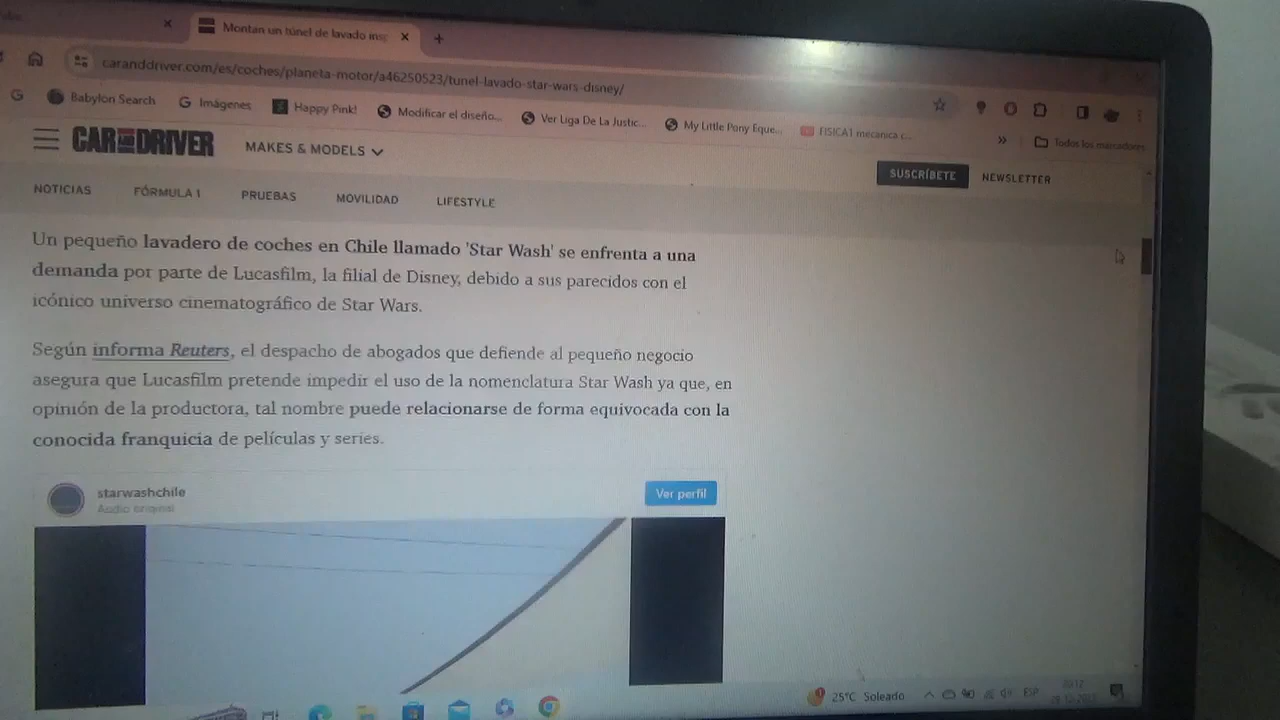 Montan un túnel de lavado insp
caranddriver.com/es/coches/planeta-motor/a46250523/tunel-lavado-star-wars-disney/
Babylon Search
Imágenes
Happy Pink!
Modificar el diseño...
Ver Liga De La Justic...
My Little Pony Eque...
FISICA1 mecanica (...
Todos los marcadores
CAR AND DRIVER
MAKES & MODELS
SUSCRÍBETE
NEWSLETTER
NOTICIAS
FÓRMULA 1
PRUEBAS
MOVILIDAD
LIFESTYLE
Un pequeño lavadero de coches en Chile llamado 'Star Wash' se enfrenta a una
demanda por parte de Lucasfilm, la filial de Disney, debido a sus parecidos con el
icónico universo cinematográfico de Star Wars.
Según informa Reuters, el despacho de abogados que defiende al pequeño negocio
asegura que Lucasfilm pretende impedir el uso de la nomenclatura Star Wash ya que, en
opinión de la productora, tal nombre puede relacionarse de forma equivocada con la
conocida franquicia de películas y series.
starwashchile
Audio original
Ver perfil
25°C Soleado
ESP